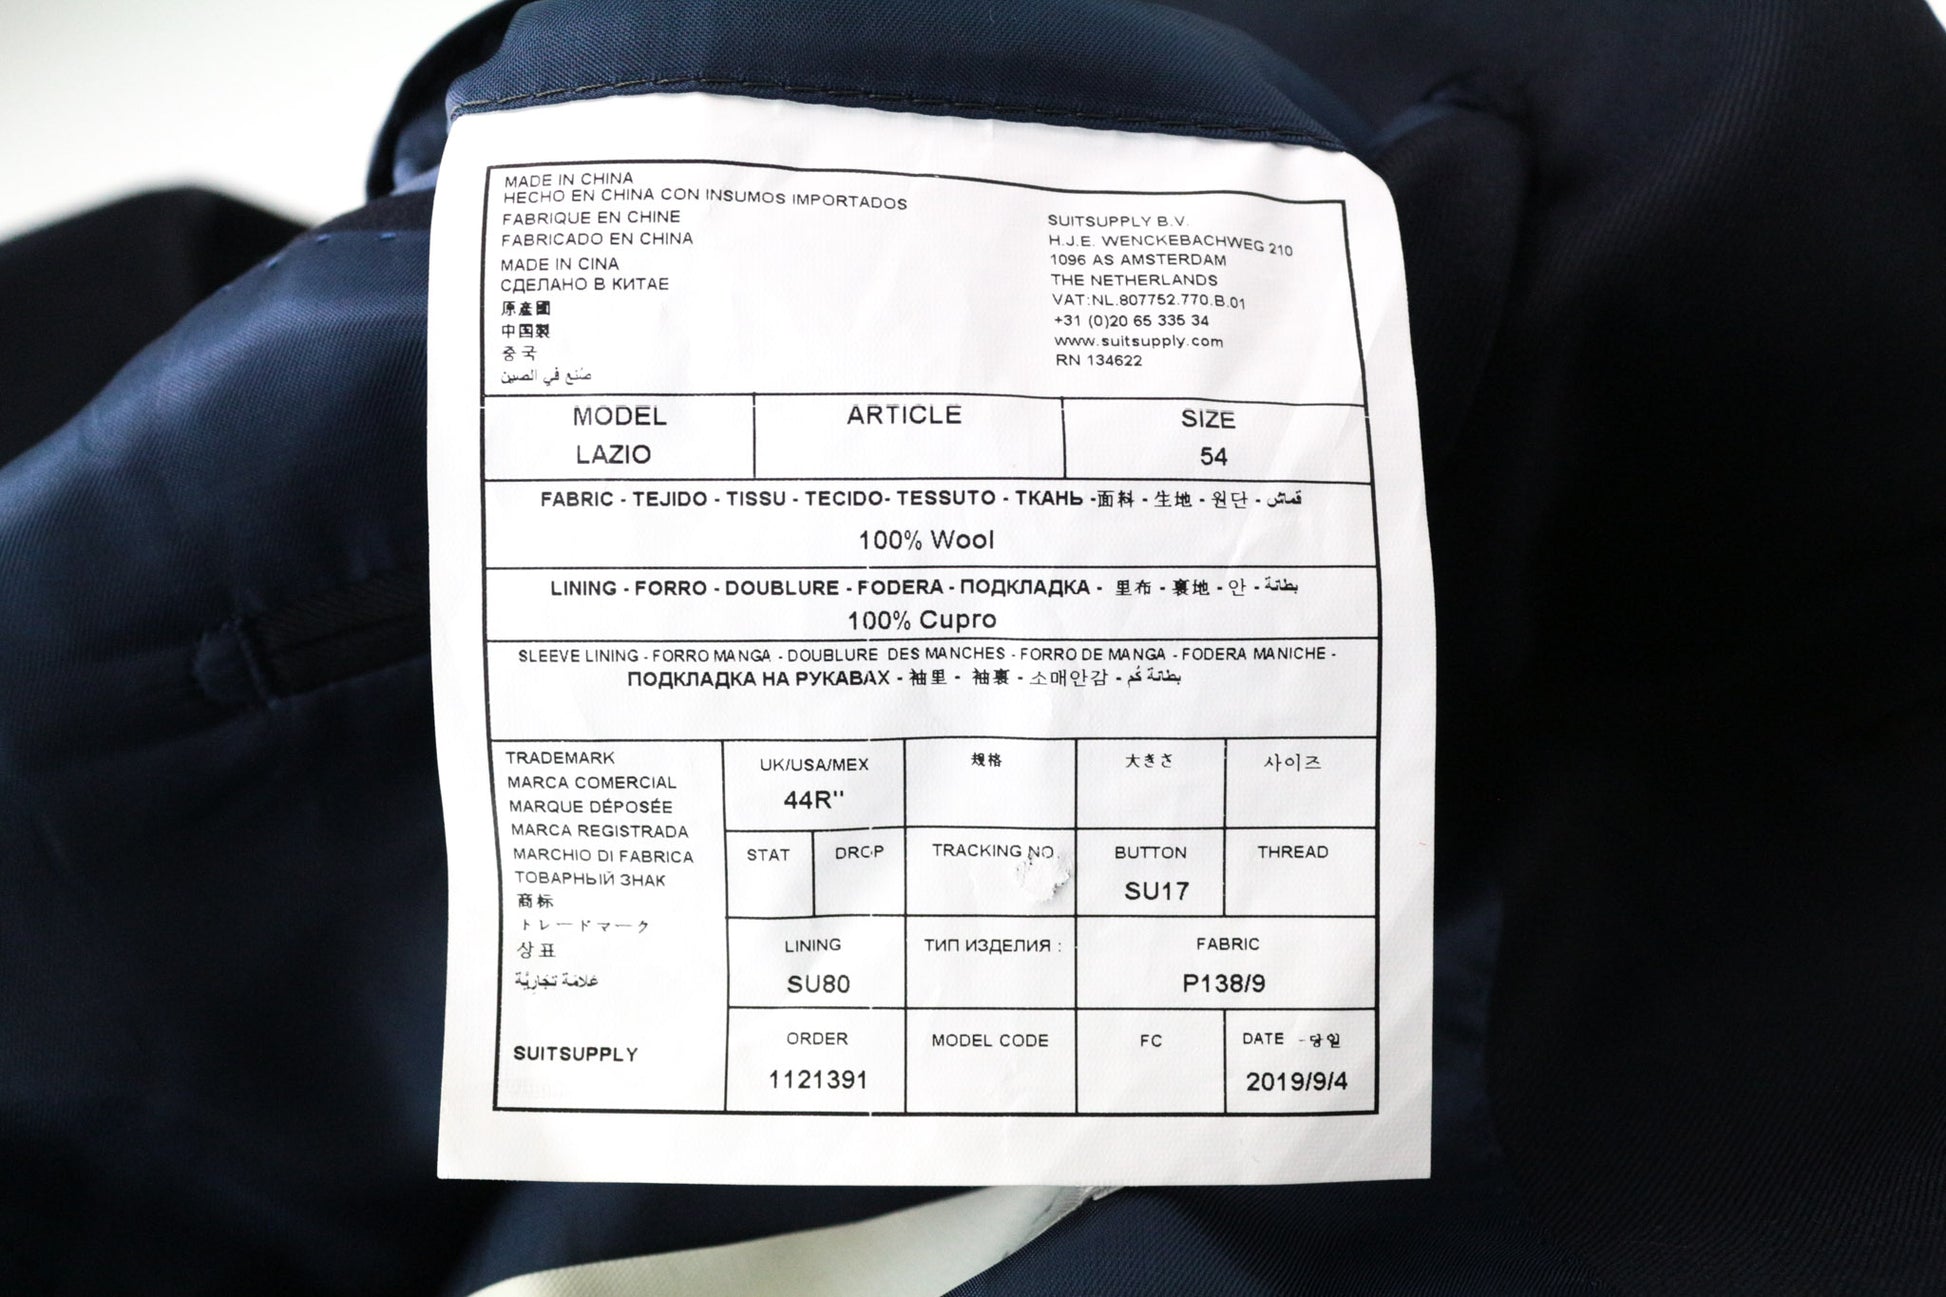 MADE IN CHINA
HECHO EN CHINA CON INSUMOS IMPORTADOS
FABRIQUE EN CHINE
FABRICADO EN CHINA
MADE IN CINA
СДЕЛАНО В КИТАЕ
原產國
中国製
중국
صُنع في الصين
SUITSUPPLY B.V.
H.J.E. WENCKEBACHWEG 210
1096 AS AMSTERDAM
THE NETHERLANDS
VAT:NL.807752.770.B.01
+31 (0)20 65 335 34
www.suitsupply.com
RN 134622
MODEL
LAZIO
ARTICLE
SIZE
54
FABRIC - TEJIDO - TISSU - TECIDO- TESSUTO - ТКАНЬ -面料 - 生地 - 원단 - قماش
100% Wool
LINING - FORRO - DOUBLURE - FODERA - ПОДКЛАДКА - 里布 - 裏地 - 안 - بطانة
100% Cupro
SLEEVE LINING - FORRO MANGA - DOUBLURE DES MANCHES - FORRO DE MANGA - FODERA MANICHE -
ПОДКЛАДКА НА РУКАВАХ - 袖里 - 袖裏 - 소매안감 - بطانة كُم
TRADEMARK
MARCA COMERCIAL
MARQUE DÉPOSÉE
MARCA REGISTRADA
MARCHIO DI FABRICA
ТОВАРНЫЙ ЗНАК
商标
トレードマーク
상표
عَلامَة تجَاريَّة
SUITSUPPLY
UK/USA/MEX
44R"
規格
大きさ
사이즈
STAT
DROP
TRACKING NO.
BUTTON
SU17
THREAD
LINING
SU80
ТИП ИЗДЕЛИЯ :
FABRIC
P138/9
ORDER
1121391
MODEL CODE
FC
DATE -당일
2019/9/4